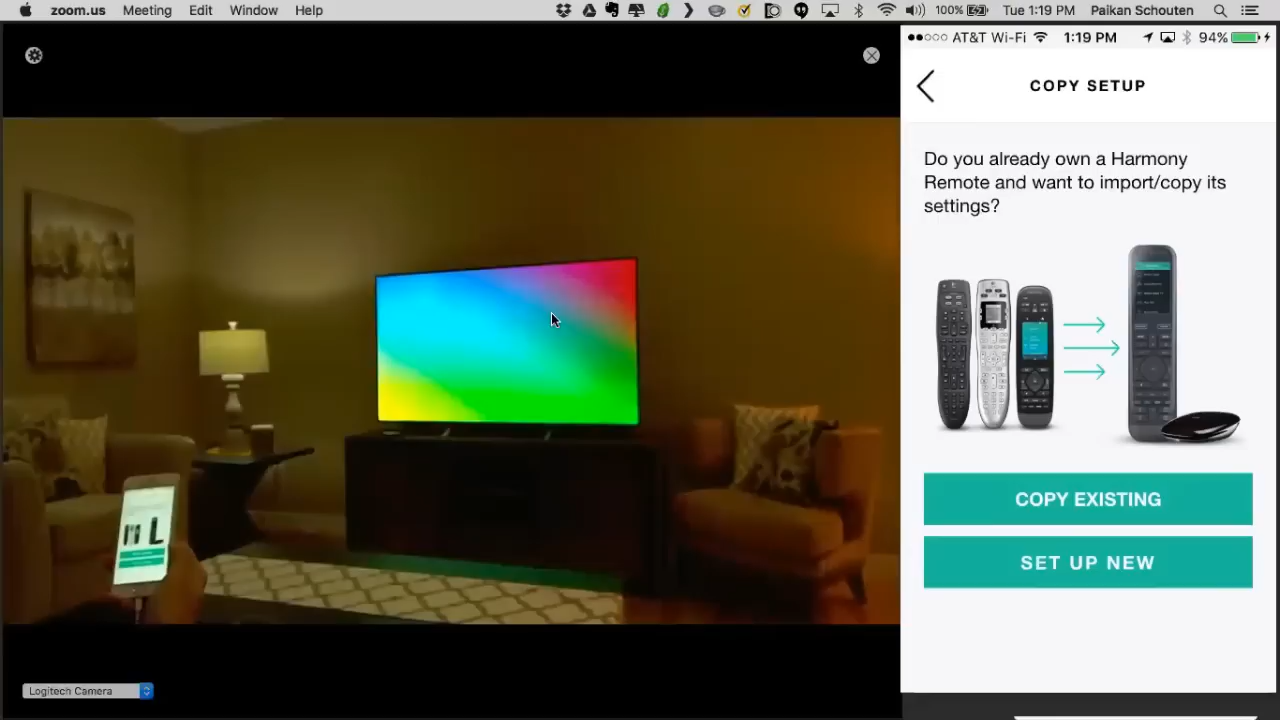 zoom.us Meeting Edit Window Help 100% Tue 1:19 PM Paikan Schouten
AT&T Wi-Fi 1:19 PM 94%
COPY SETUP
Do you already own a Harmony
Remote and want to import/copy its
settings?
COPY EXISTING
SET UP NEW
Logitech Camera